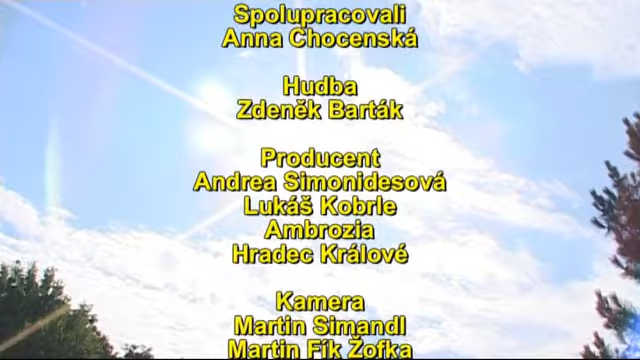 Spolupracovali
Anna Chocenská
Hudba
Zdeněk Barták
Producent
Andrea Simonidesová
Lukáš Kobrle
Ambrozia
Hradec Králové
Kamera
Martin Simandl
Martin Fík Žofka